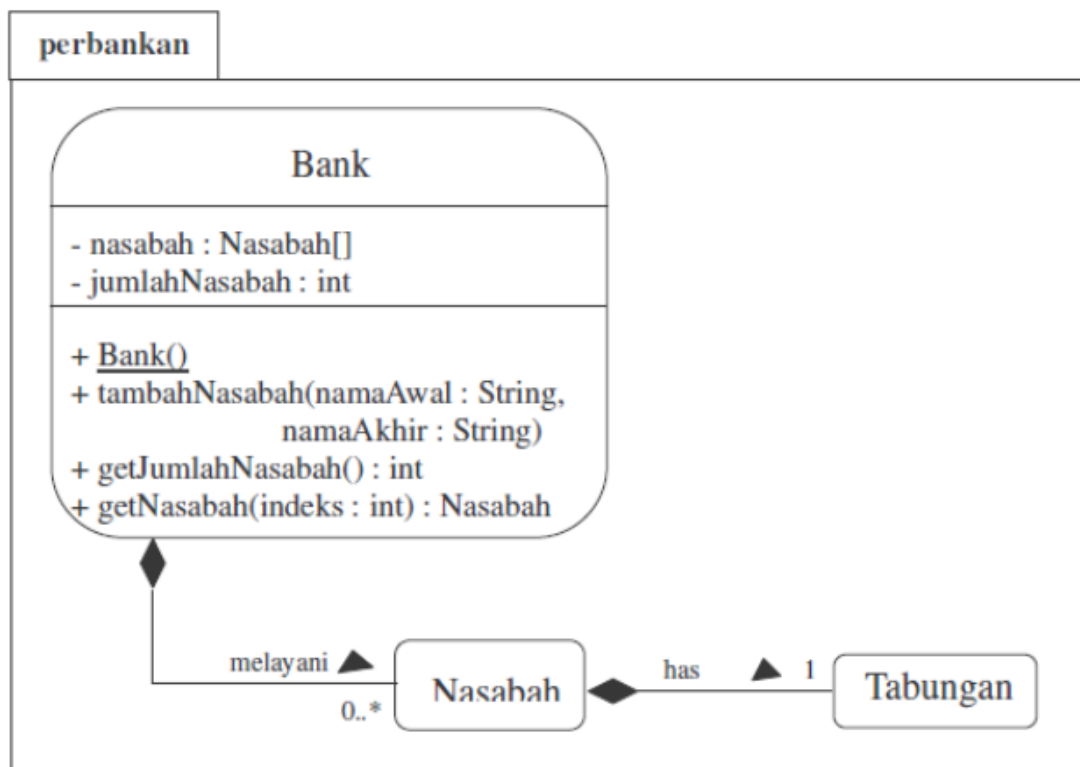 perbankan
Bank
- nasabah : Nasabah[]
- jumlahNasabah : int
+ Bank()
+ tambahNasabah(namaAwal : String,
namaAkhir : String)
+ getJumlahNasabah() : int
+ getNasabah(indeks : int) : Nasabah
melayani
0..*
Nasabah
has
1
Tabungan